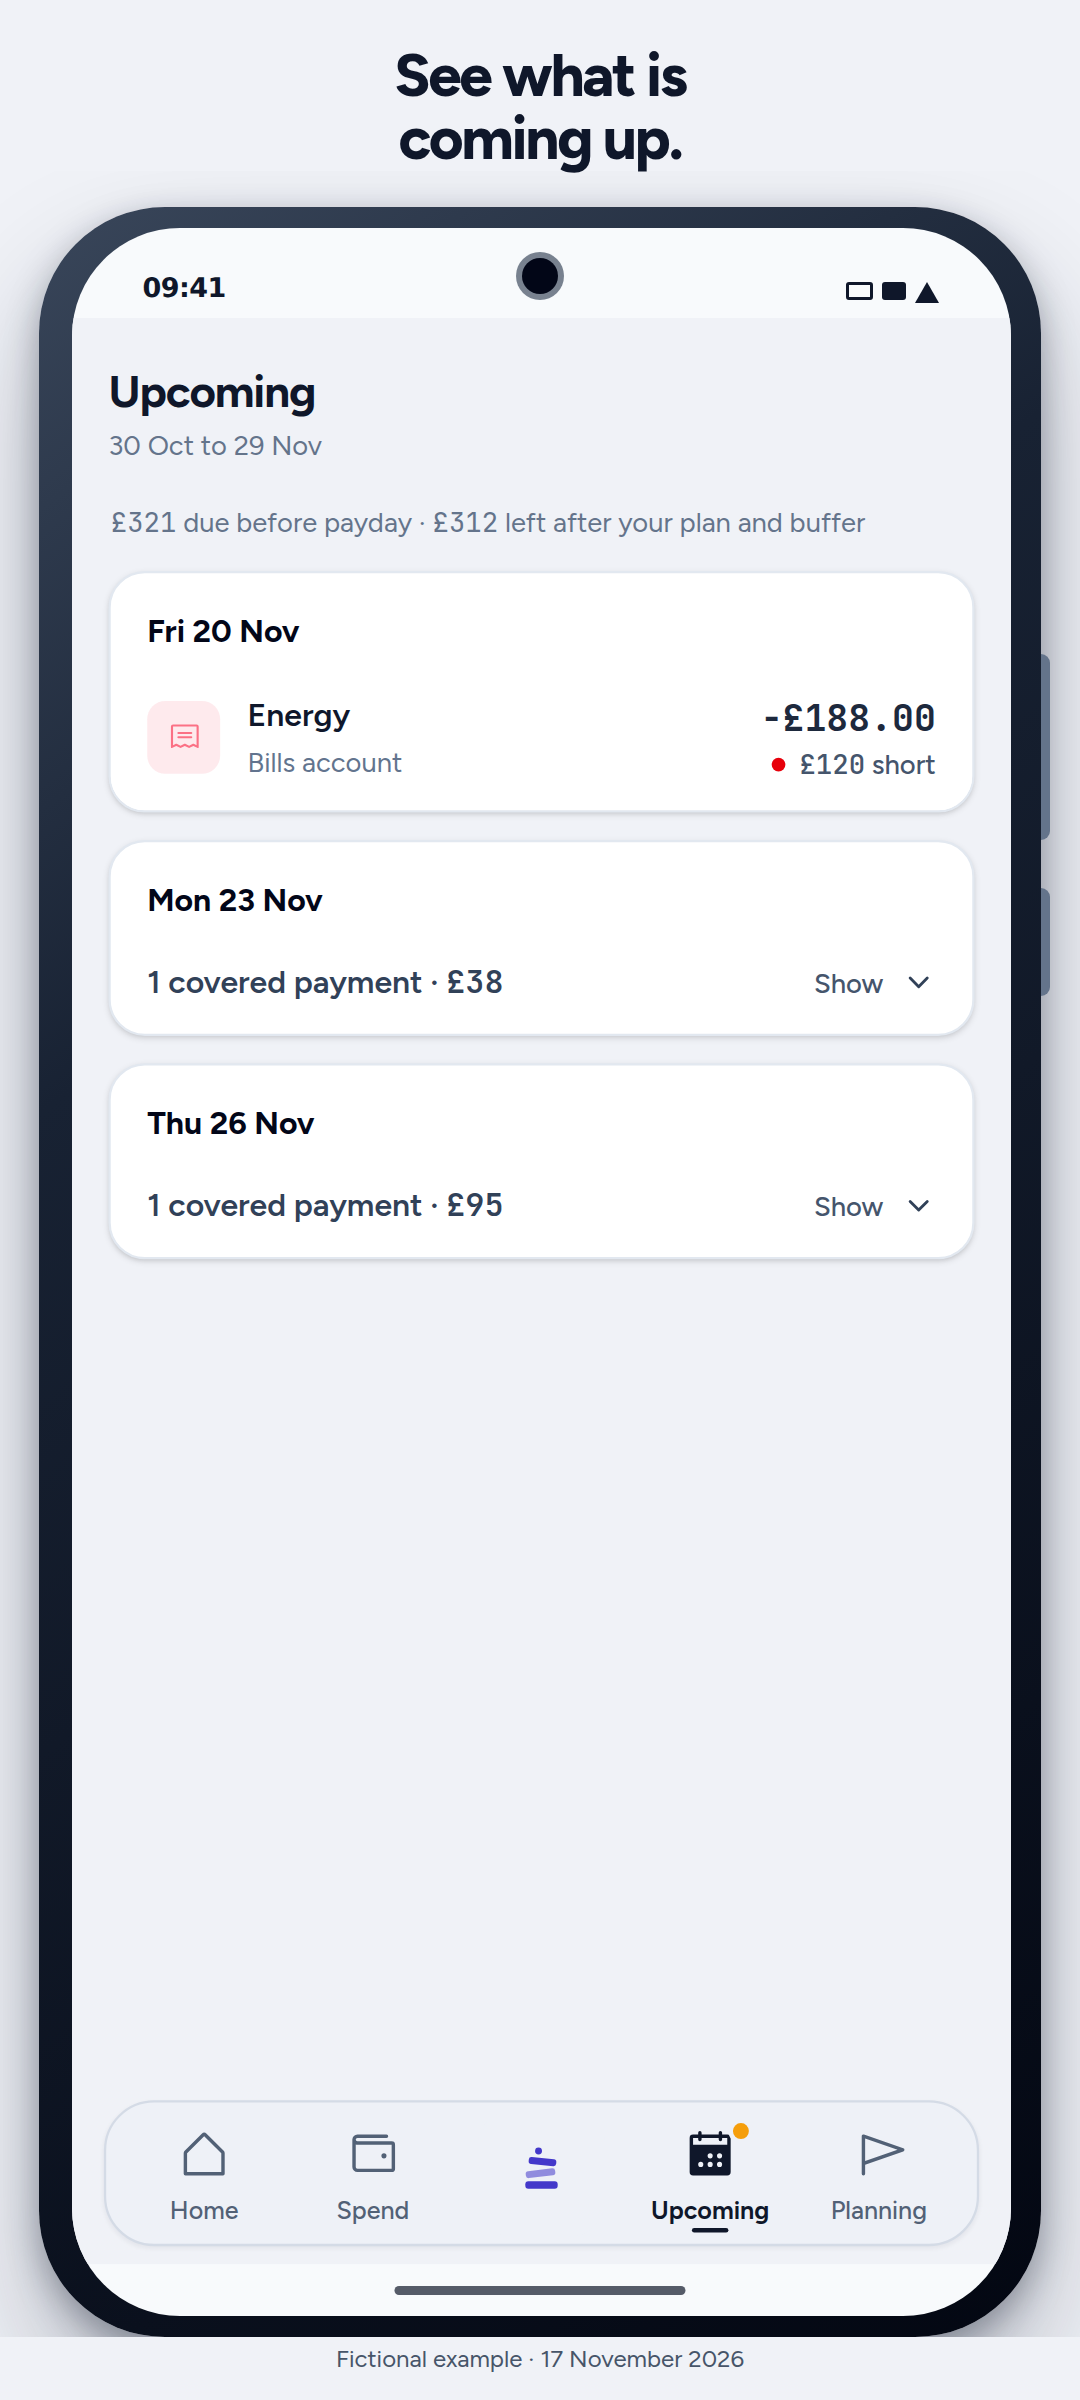 See what is
coming up.
09:41
Upcoming
30 Oct to 29 Nov
£321 due before payday · £312 left after your plan and buffer
Fri 20 Nov
Energy
-£188.00
Bills account
£120 short
Mon 23 Nov
1 covered payment · £38
Show
Thu 26 Nov
1 covered payment · £95
Show
Home
Spend
Upcoming
Planning
Fictional example · 17 November 2026